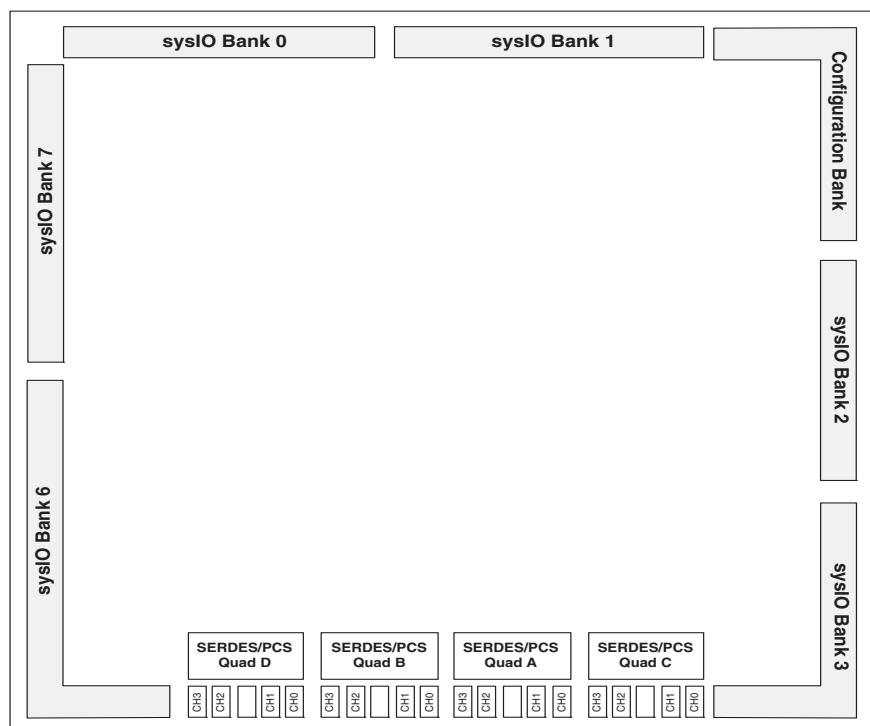 sysIO Bank 0
sysIO Bank 1
Configuration Bank
sysIO Bank 7
sysIO Bank 2
sysIO Bank 6
sysIO Bank 3
SERDES/PCS
Quad D
SERDES/PCS
Quad B
SERDES/PCS
Quad A
SERDES/PCS
Quad C
CH3
CH2
CH1
CH0
CH3
CH2
CH1
CH0
CH3
CH2
CH1
CH0
CH3
CH2
CH1
CH0